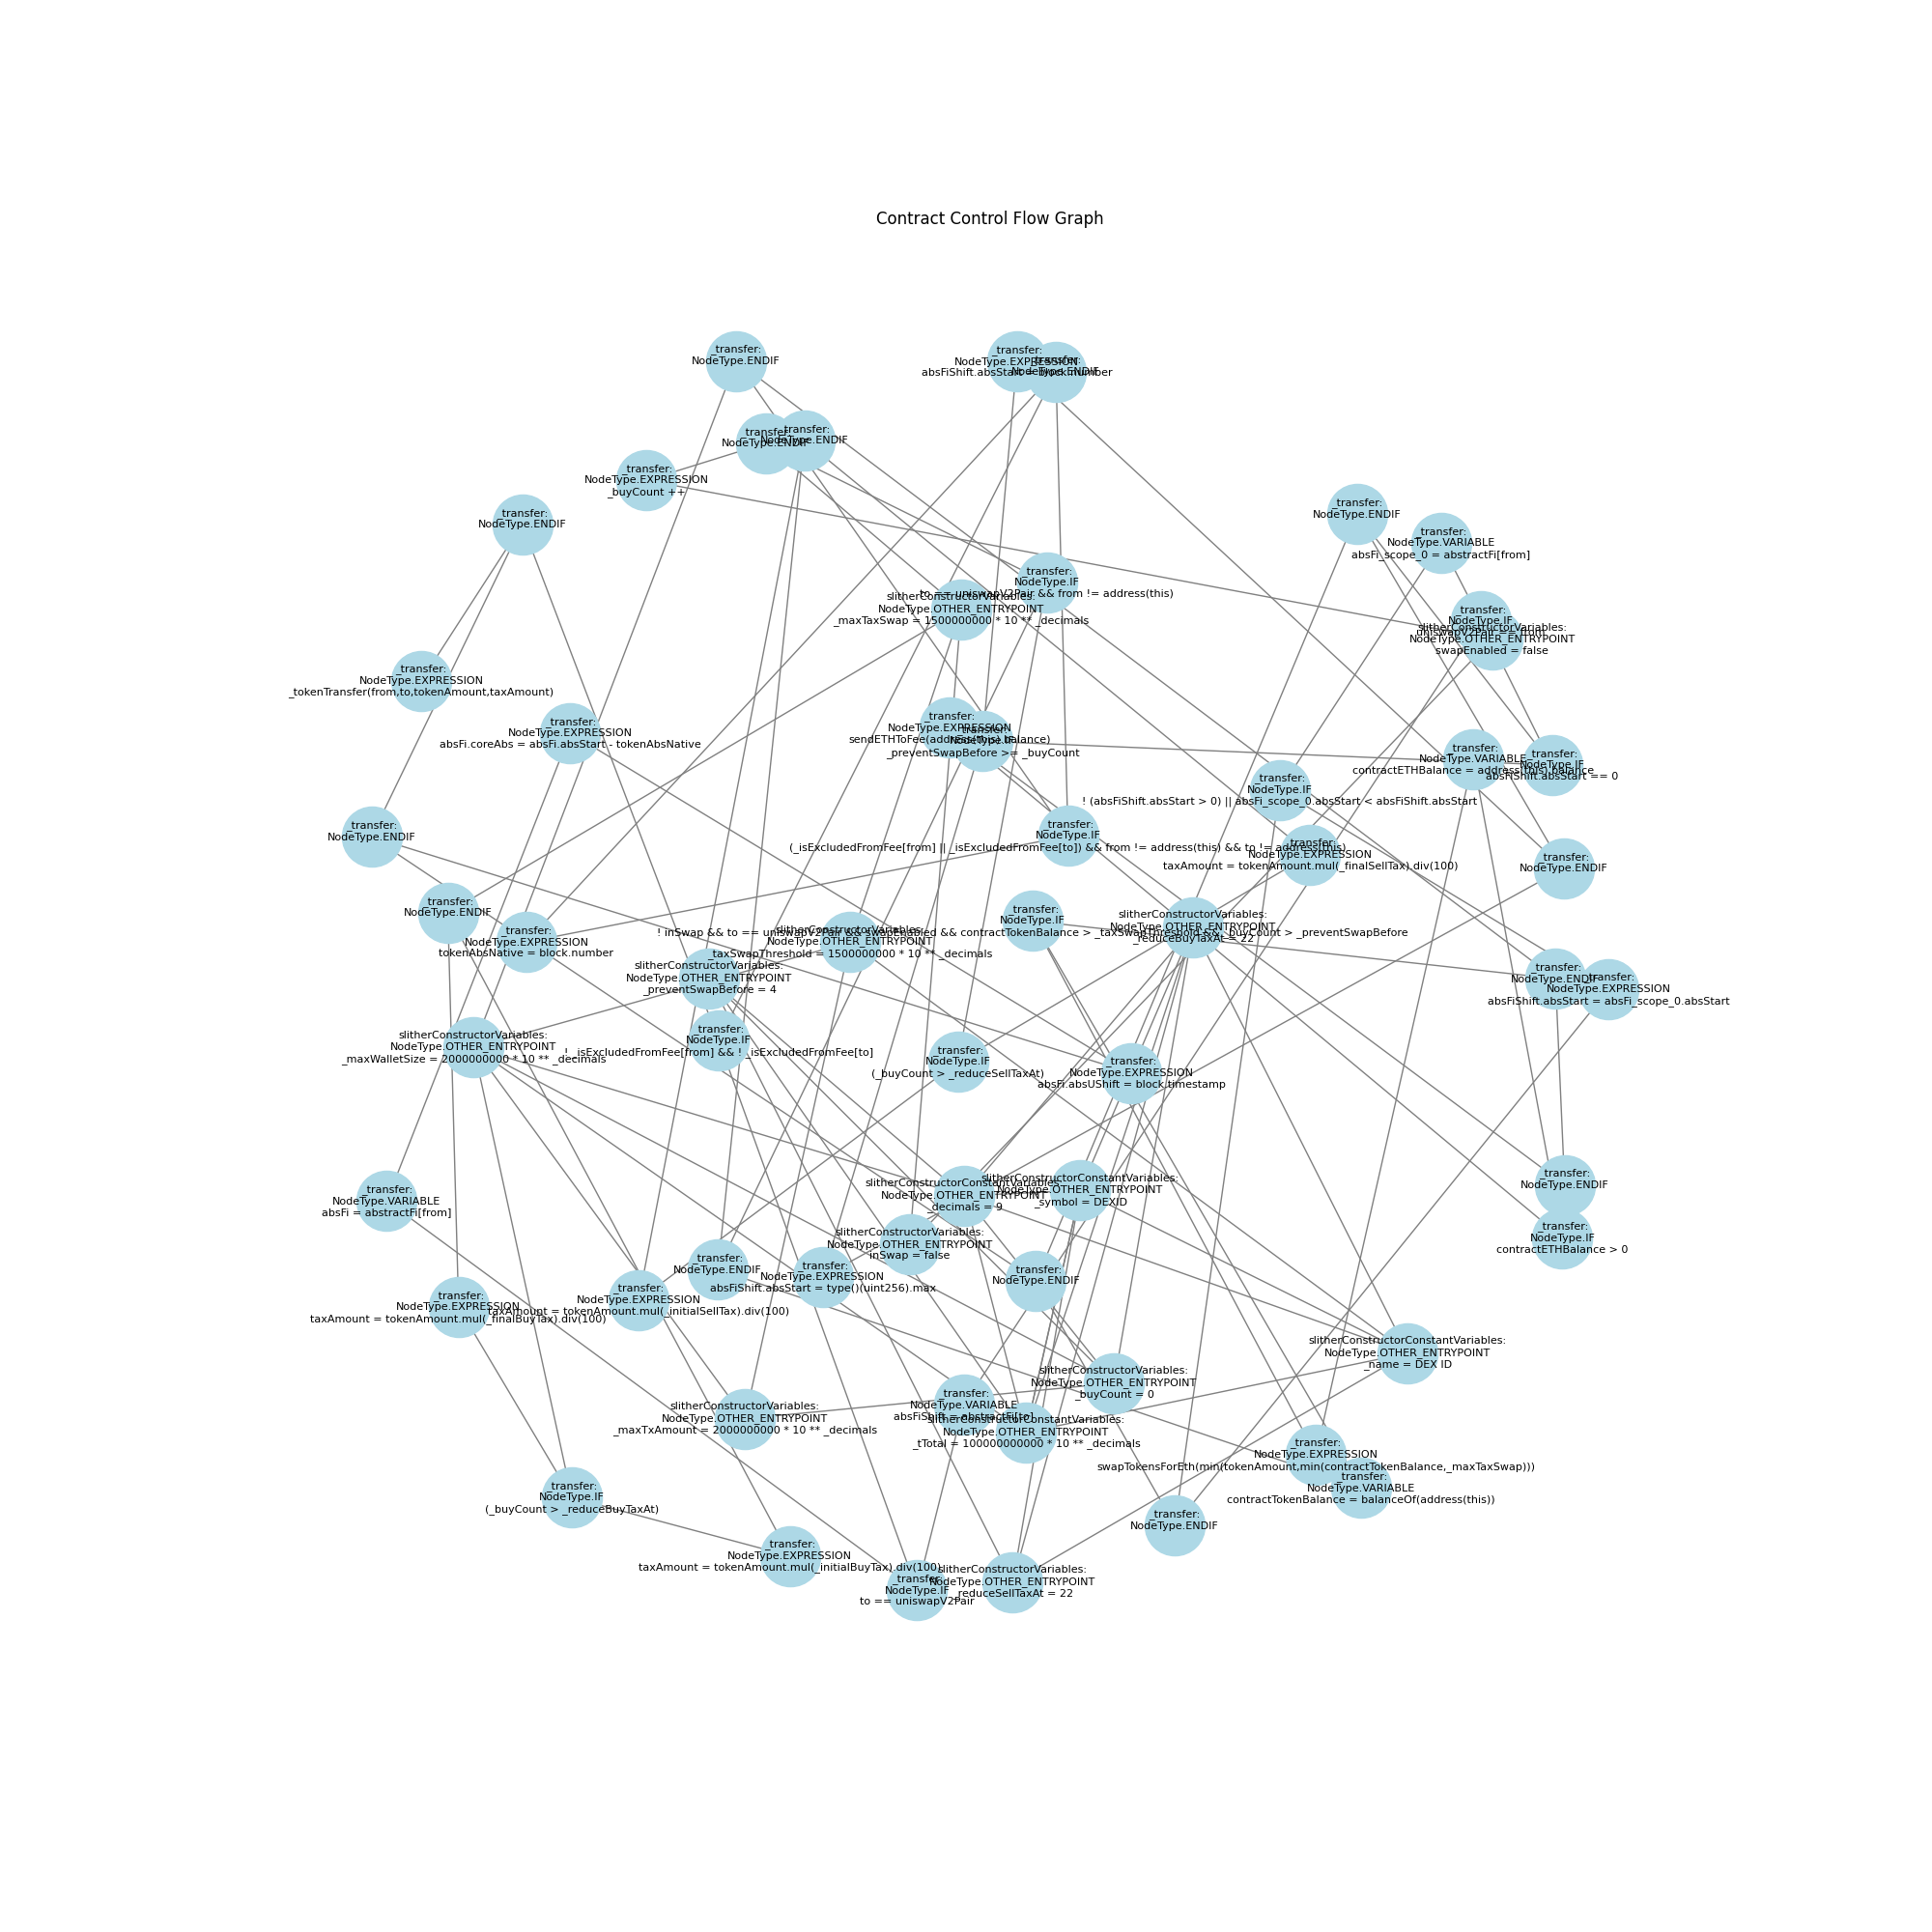 Contract Control Flow Graph
_transfer:
NodeType.ENDIF
_transfer:
NodeType.EXPRESSION
absFiShift.absStart = block.number
_transfer:
NodeType.ENDIF
_transfer:
NodeType.ENDIF
_transfer:
NodeType.ENDIF
_transfer:
NodeType.EXPRESSION
_buyCount ++
_transfer:
NodeType.ENDIF
_transfer:
NodeType.ENDIF
_transfer:
NodeType.VARIABLE
absFi_scope_0 = abstractFi[from]
_transfer:
NodeType.IF
to == uniswapV2Pair && from != address(this)
slitherConstructorVariables:
NodeType.OTHER_ENTRYPOINT
_maxTaxSwap = 1500000000 * 10 ** _decimals
_transfer:
NodeType.IF
uniswapV2Pair == from
slitherConstructorVariables:
NodeType.OTHER_ENTRYPOINT
swapEnabled = false
_transfer:
NodeType.EXPRESSION
_tokenTransfer(from,to,tokenAmount,taxAmount)
_transfer:
NodeType.EXPRESSION
absFi.coreAbs = absFi.absStart - tokenAbsNative
_transfer:
NodeType.EXPRESSION
sendETHToFee(address(this).balance)
_transfer:
NodeType.IF
_preventSwapBefore >= _buyCount
_transfer:
NodeType.VARIABLE
contractETHBalance = address(this).balance
_transfer:
NodeType.IF
absFiShift.absStart == 0
_transfer:
NodeType.IF
! (absFiShift.absStart > 0) || absFi_scope_0.absStart < absFiShift.absStart
_transfer:
NodeType.ENDIF
_transfer:
NodeType.IF
(_isExcludedFromFee[from] || _isExcludedFromFee[to]) && from != address(this) && to != address(this)
_transfer:
NodeType.EXPRESSION
taxAmount = tokenAmount.mul(_finalSellTax).div(100)
_transfer:
NodeType.ENDIF
_transfer:
NodeType.ENDIF
_transfer:
NodeType.EXPRESSION
tokenAbsNative = block.number
_transfer:
NodeType.IF
! inSwap && to == uniswapV2Pair && swapEnabled && contractTokenBalance > _taxSwapThreshold && _buyCount > _preventSwapBefore
slitherConstructorVariables:
NodeType.OTHER_ENTRYPOINT
_reduceBuyTaxAt = 22
slitherConstructorVariables:
NodeType.OTHER_ENTRYPOINT
_taxSwapThreshold = 1500000000 * 10 ** _decimals
slitherConstructorVariables:
NodeType.OTHER_ENTRYPOINT
_preventSwapBefore = 4
_transfer:
NodeType.ENDIF
_transfer:
NodeType.EXPRESSION
absFiShift.absStart = absFi_scope_0.absStart
slitherConstructorVariables:
NodeType.OTHER_ENTRYPOINT
_maxWalletSize = 2000000000 * 10 ** _decimals
_transfer:
NodeType.IF
! _isExcludedFromFee[from] && ! _isExcludedFromFee[to]
_transfer:
NodeType.IF
(_buyCount > _reduceSellTaxAt)
_transfer:
NodeType.EXPRESSION
absFi.absUShift = block.timestamp
_transfer:
NodeType.VARIABLE
absFi = abstractFi[from]
slitherConstructorConstantVariables:
NodeType.OTHER_ENTRYPOINT
_decimals = 9
slitherConstructorConstantVariables:
NodeType.OTHER_ENTRYPOINT
_symbol = DEXID
_transfer:
NodeType.ENDIF
_transfer:
NodeType.IF
contractETHBalance > 0
slitherConstructorVariables:
NodeType.OTHER_ENTRYPOINT
inSwap = false
_transfer:
NodeType.ENDIF
_transfer:
NodeType.EXPRESSION
absFiShift.absStart = type()(uint256).max
_transfer:
NodeType.ENDIF
_transfer:
NodeType.EXPRESSION
taxAmount = tokenAmount.mul(_finalBuyTax).div(100)
_transfer:
NodeType.EXPRESSION
taxAmount = tokenAmount.mul(_initialSellTax).div(100)
slitherConstructorConstantVariables:
NodeType.OTHER_ENTRYPOINT
_name = DEX ID
slitherConstructorVariables:
NodeType.OTHER_ENTRYPOINT
_buyCount = 0
_transfer:
NodeType.VARIABLE
absFiShift = abstractFi[to]
slitherConstructorVariables:
NodeType.OTHER_ENTRYPOINT
_maxTxAmount = 2000000000 * 10 ** _decimals
slitherConstructorConstantVariables:
NodeType.OTHER_ENTRYPOINT
_tTotal = 100000000000 * 10 ** _decimals
_transfer:
NodeType.EXPRESSION
swapTokensForEth(min(tokenAmount,min(contractTokenBalance,_maxTaxSwap)))
_transfer:
NodeType.VARIABLE
contractTokenBalance = balanceOf(address(this))
_transfer:
NodeType.IF
(_buyCount > _reduceBuyTaxAt)
_transfer:
NodeType.ENDIF
_transfer:
NodeType.EXPRESSION
taxAmount = tokenAmount.mul(_initialBuyTax).div(100)
_transfer:
NodeType.IF
to == uniswapV2Pair
slitherConstructorVariables:
NodeType.OTHER_ENTRYPOINT
_reduceSellTaxAt = 22